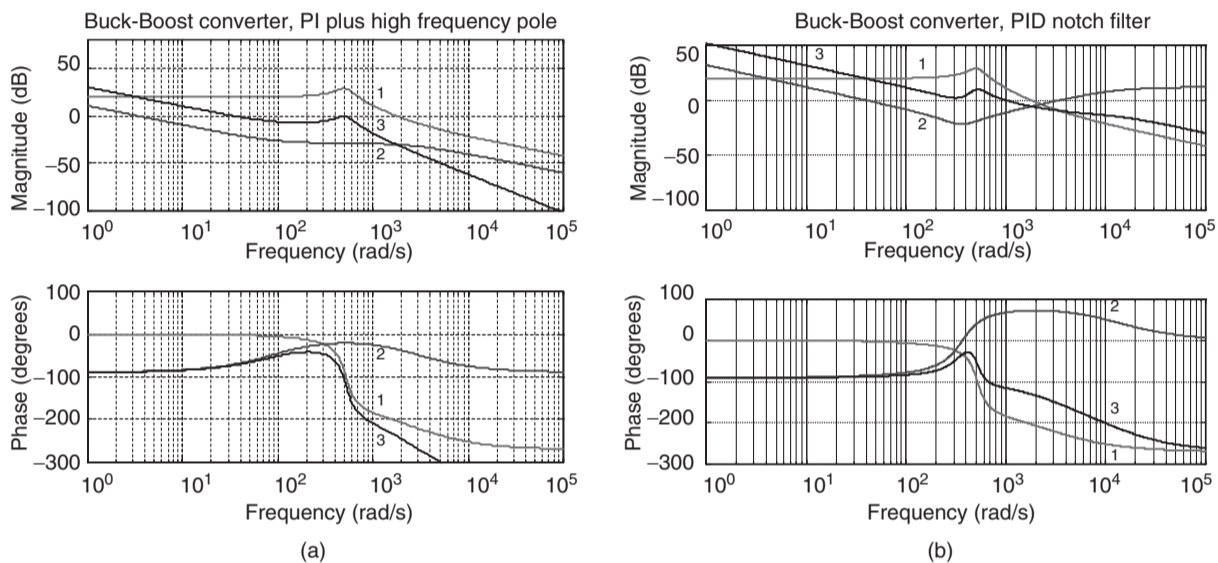 Buck-Boost converter, PI plus high frequency pole
Magnitude (dB)
50
0
−50
−100
1
3
2
10^0 10^1 10^2 10^3 10^4 10^5
Frequency (rad/s)
Phase (degrees)
100
0
−100
−200
−300
2
1
3
10^0 10^1 10^2 10^3 10^4 10^5
Frequency (rad/s)
(a)
Buck-Boost converter, PID notch filter
Magnitude (dB)
50
0
−50
−100
3
1
2
10^0 10^1 10^2 10^3 10^4 10^5
Frequency (rad/s)
Phase (degrees)
100
0
−100
−200
−300
2
3
1
10^0 10^1 10^2 10^3 10^4 10^5
Frequency (rad/s)
(b)